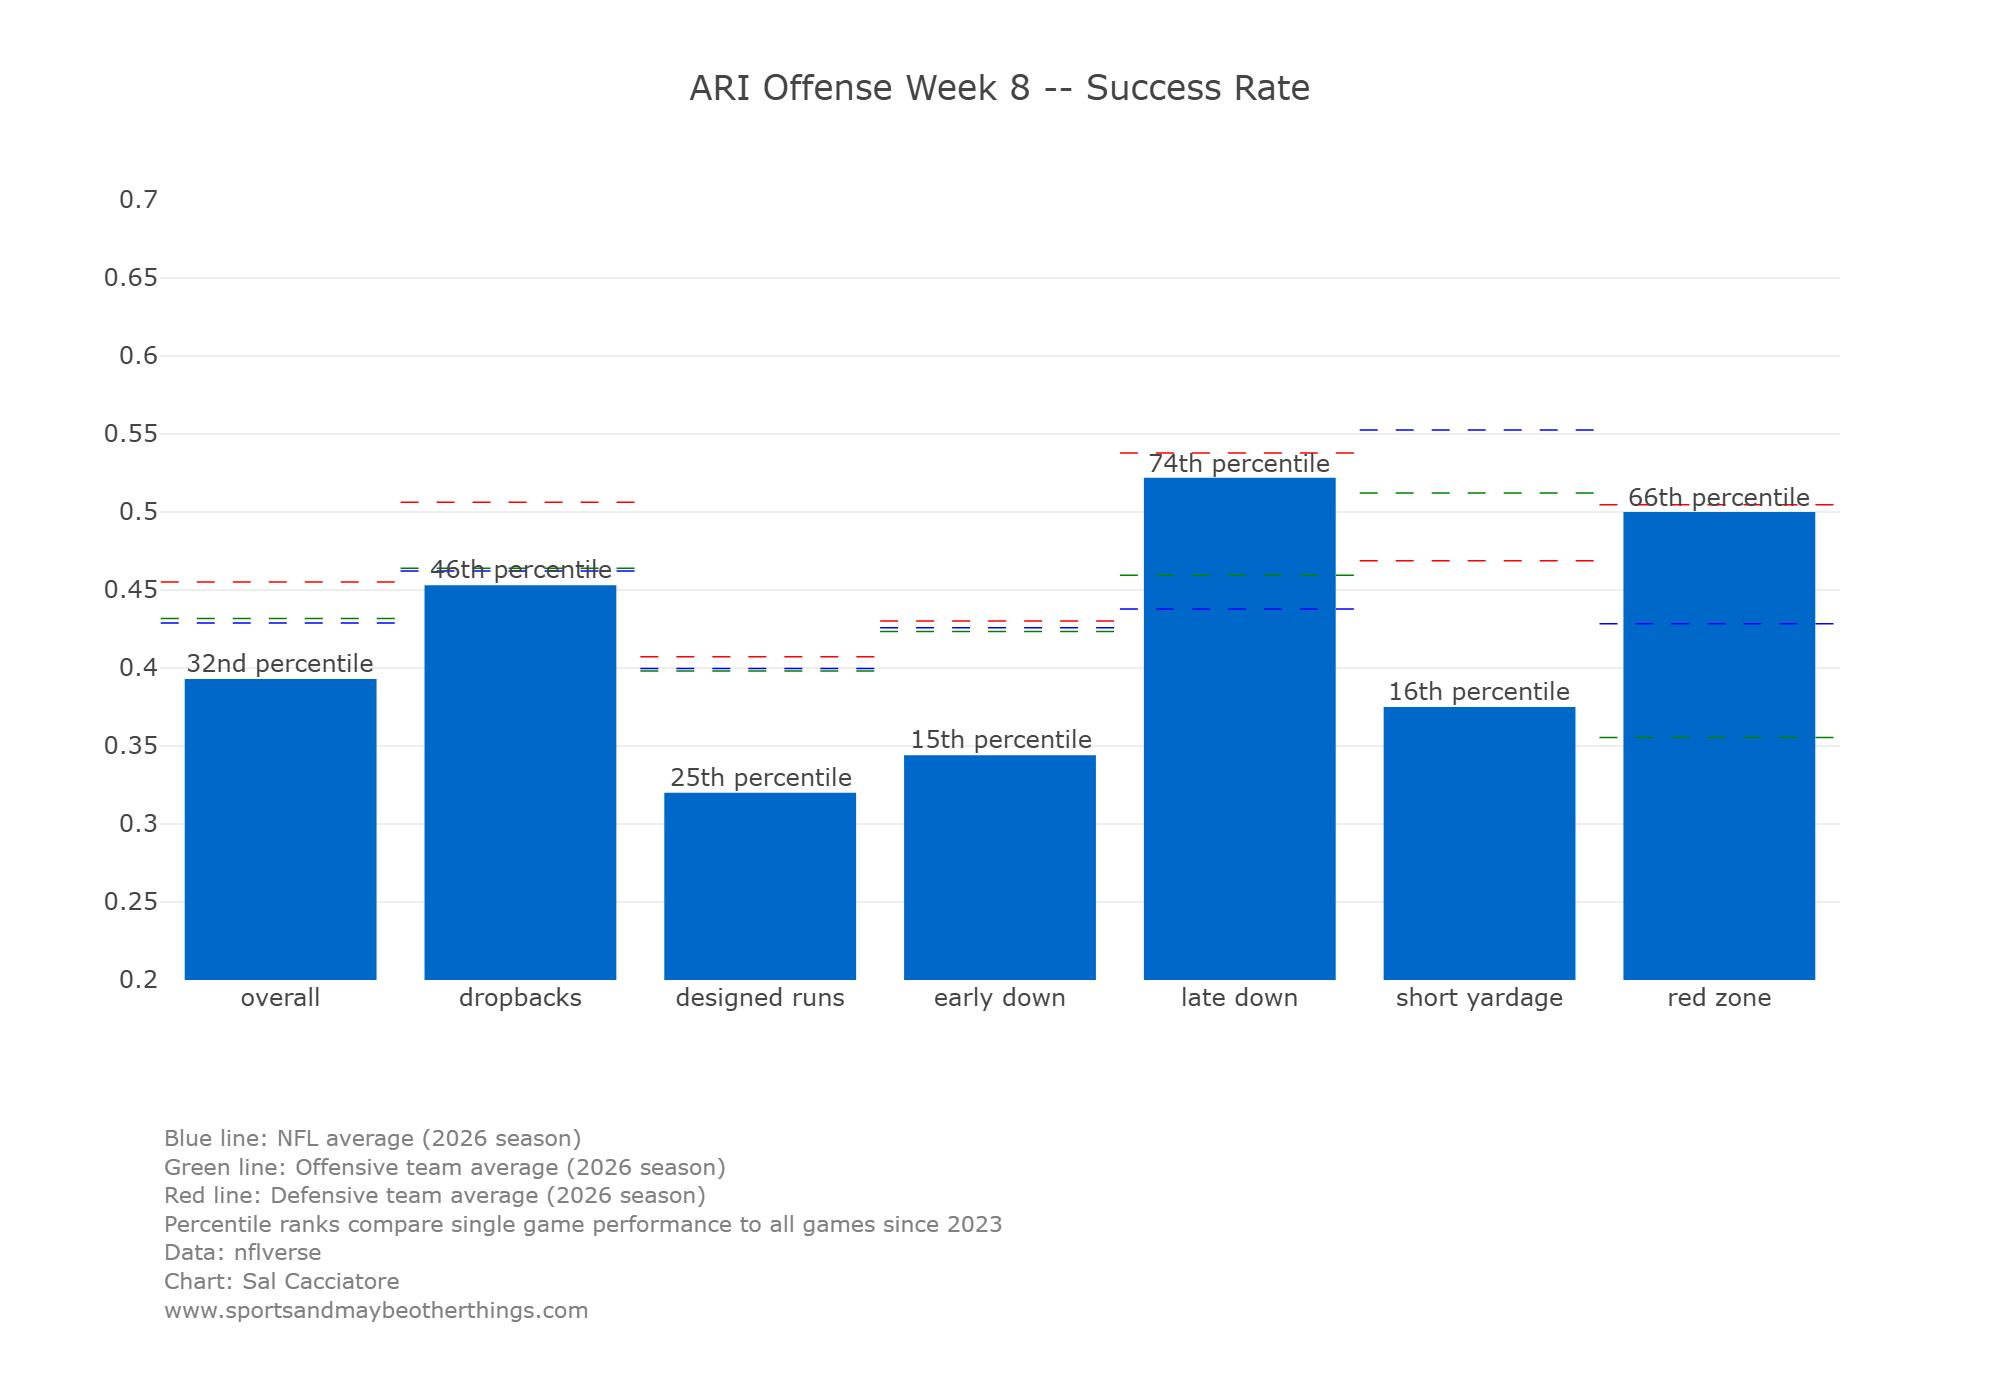 ARI Offense Week 8 -- Success Rate
0.7
0.65
0.6
0.55
0.5
0.45
0.4
0.35
0.3
0.25
0.2
32nd percentile
46th percentile
25th percentile
15th percentile
74th percentile
16th percentile
66th percentile
overall
dropbacks
designed runs
early down
late down
short yardage
red zone
Blue line: NFL average (2026 season)
Green line: Offensive team average (2026 season)
Red line: Defensive team average (2026 season)
Percentile ranks compare single game performance to all games since 2023
Data: nflverse
Chart: Sal Cacciatore
www.sportsandmaybeotherthings.com